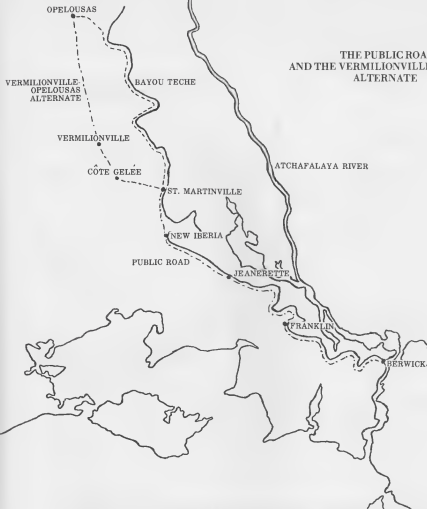 OPELOUSAS
THE PUBLIC ROA
AND THE VERMILIONVILLE
ALTERNATE
VERMILIONVILLE-
OPELOUSAS
ALTERNATE
BAYOU TECHE
VERMILIONVILLE
CÔTE GELÉE
ATCHAFALAYA RIVER
ST. MARTINVILLE
NEW IBERIA
PUBLIC ROAD
JEANERETTE
FRANKLIN
BERWICK